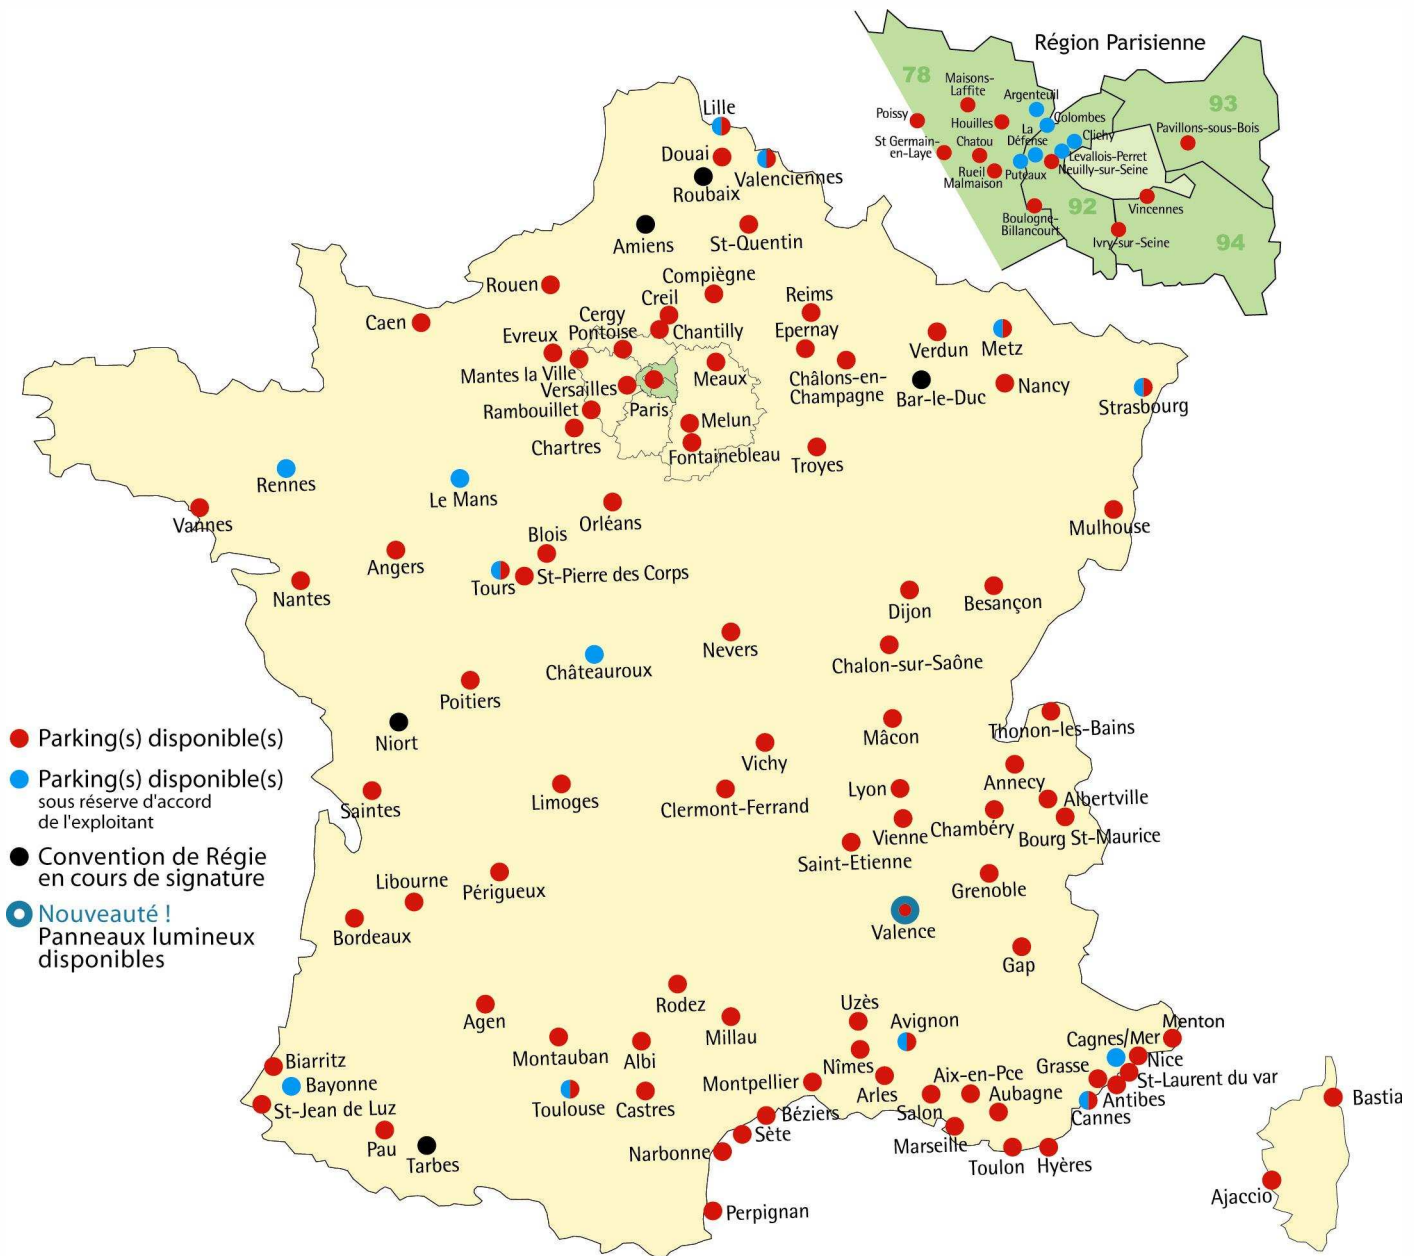 Région Parisienne
78
Maisons-
Laffite
Argenteuil
93
Poissy
Houilles
Colombes
La
Défense
Clichy
Pavillons-sous-Bois
St Germain-
en-Laye
Chatou
Levallois-Perret
Neuilly-sur-Seine
Rueil
Malmaison
Puteaux
92
Vincennes
Boulogne-
Billancourt
Ivry-sur-Seine
94
Lille
Douai
Valenciennes
Roubaix
Amiens
St-Quentin
Compiègne
Rouen
Creil
Reims
Cergy
Pontoise
Caen
Evreux
Chantilly
Epernay
Verdun
Metz
Mantes la Ville
Meaux
Châlons-en-
Champagne
Nancy
Versailles
Bar-le-Duc
Strasbourg
Rambouillet
Paris
Melun
Chartres
Fontainebleau
Troyes
Rennes
Le Mans
Vannes
Orléans
Mulhouse
Blois
Angers
Tours
St-Pierre des Corps
Nantes
Dijon
Besançon
Nevers
Châteauroux
Chalon-sur-Saône
Poitiers
Niort
Mâcon
Thonon-les-Bains
Vichy
Annecy
Saintes
Limoges
Clermont-Ferrand
Lyon
Albertville
Vienne
Chambéry
Bourg St-Maurice
Saint-Etienne
Libourne
Périgueux
Grenoble
Bordeaux
Valence
Gap
Rodez
Uzès
Agen
Millau
Avignon
Menton
Cagnes/Mer
Montauban
Albi
Nîmes
Grasse
Nice
Biarritz
Bayonne
Montpellier
Aix-en-Pce
St-Laurent du var
St-Jean de Luz
Toulouse
Castres
Arles
Aubagne
Antibes
Bastia
Béziers
Salon
Cannes
Pau
Sète
Marseille
Tarbes
Narbonne
Toulon
Hyères
Ajaccio
Perpignan
Parking(s) disponible(s)
Parking(s) disponible(s)
sous réserve d'accord
de l'exploitant
Convention de Régie
en cours de signature
Nouveauté !
Panneaux lumineux
disponibles